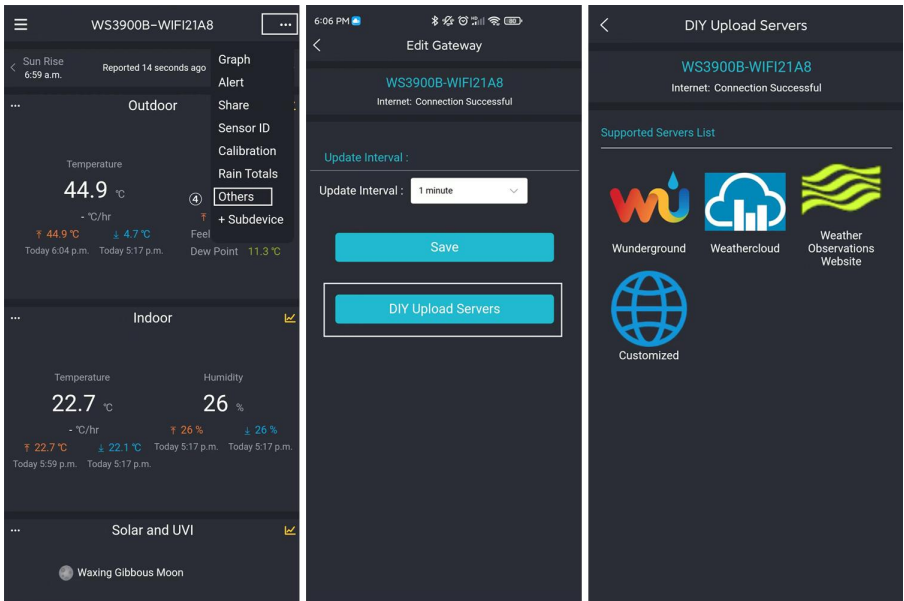 WS3900B-WIFI21A8
...
Sun Rise
6:59 a.m.
Reported 14 seconds ago
Graph
Alert
Share
Sensor ID
Calibration
Rain Totals
④ Others
+ Subdevice
... Outdoor
Temperature
44.9 ℃
- ℃/hr
44.9 ℃ 4.7 ℃ Feel
Today 6:04 p.m. Today 5:17 p.m. Dew Point 11.3 ℃
... Indoor
Temperature Humidity
22.7 ℃ 26 %
- ℃/hr 26 % 26 %
22.7 ℃ 22.1 ℃ Today 5:17 p.m. Today 5:17 p.m.
Today 5:59 p.m. Today 5:17 p.m.
... Solar and UVI
Waxing Gibbous Moon
6:06 PM 80
Edit Gateway
WS3900B-WIFI21A8
Internet: Connection Successful
Update Interval :
Update Interval : 1 minute
Save
DIY Upload Servers
DIY Upload Servers
WS3900B-WIFI21A8
Internet: Connection Successful
Supported Servers List
Wunderground
Weathercloud
Weather
Observations
Website
Customized